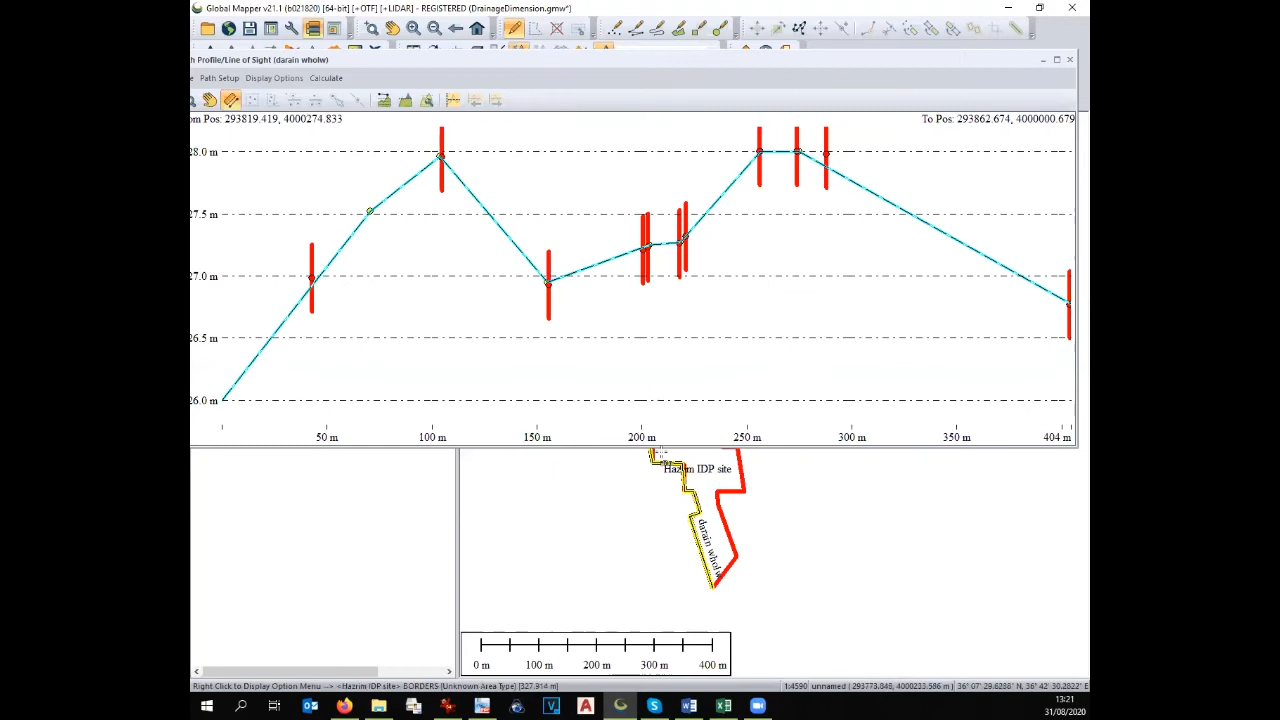 Global Mapper v21.1 (b021820) [64-bit] [+OTF] [+LIDAR] - REGISTERED (DrainageDimension.gmw*)
h Profile/Line of Sight (darain wholw)
e Path Setup Display Options Calculate
om Pos: 293819.419, 4000274.833 To Pos: 293862.674, 4000000.679
28.0 m
27.5 m
27.0 m
26.5 m
26.0 m
50 m 100 m 150 m 200 m 250 m 300 m 350 m 404 m
Hazrim IDP site
darain wholw
0 m 100 m 200 m 300 m 400 m
Right Click to Display Option Menu --> <Hazrim IDP site> BORDERS (Unknown Area Type) [327.914 m]
1:4590 unnamed ( 293773.848, 4000233.586 m ) 36° 07' 29.6288" N, 36° 42' 30.2822" E
13:21
31/08/2020